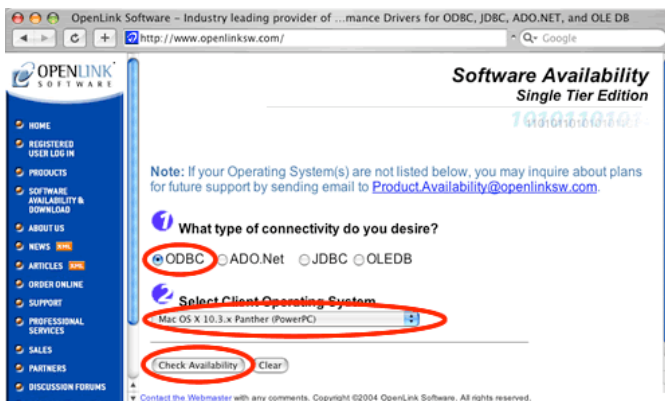 OpenLink Software – Industry leading provider of ...mance Drivers for ODBC, JDBC, ADO.NET, and OLE DB
http://www.openlinksw.com/
Google
OPENLINK
SOFTWARE
HOME
REGISTERED
USER LOG IN
PRODUCTS
SOFTWARE
AVAILABILITY &
DOWNLOAD
ABOUT US
NEWS XML
ARTICLES XML
ORDER ONLINE
SUPPORT
PROFESSIONAL
SERVICES
SALES
PARTNERS
DISCUSSION FORUMS
Software Availability
Single Tier Edition
Note: If your Operating System(s) are not listed below, you may inquire about plans
for future support by sending email to Product.Availability@openlinksw.com.
1 What type of connectivity do you desire?
ODBC ADO.Net JDBC OLEDB
2 Select Client Operating System
Mac OS X 10.3.x Panther (PowerPC)
Check Availability Clear
Contact the Webmaster with any comments. Copyright ©2004 OpenLink Software. All rights reserved.